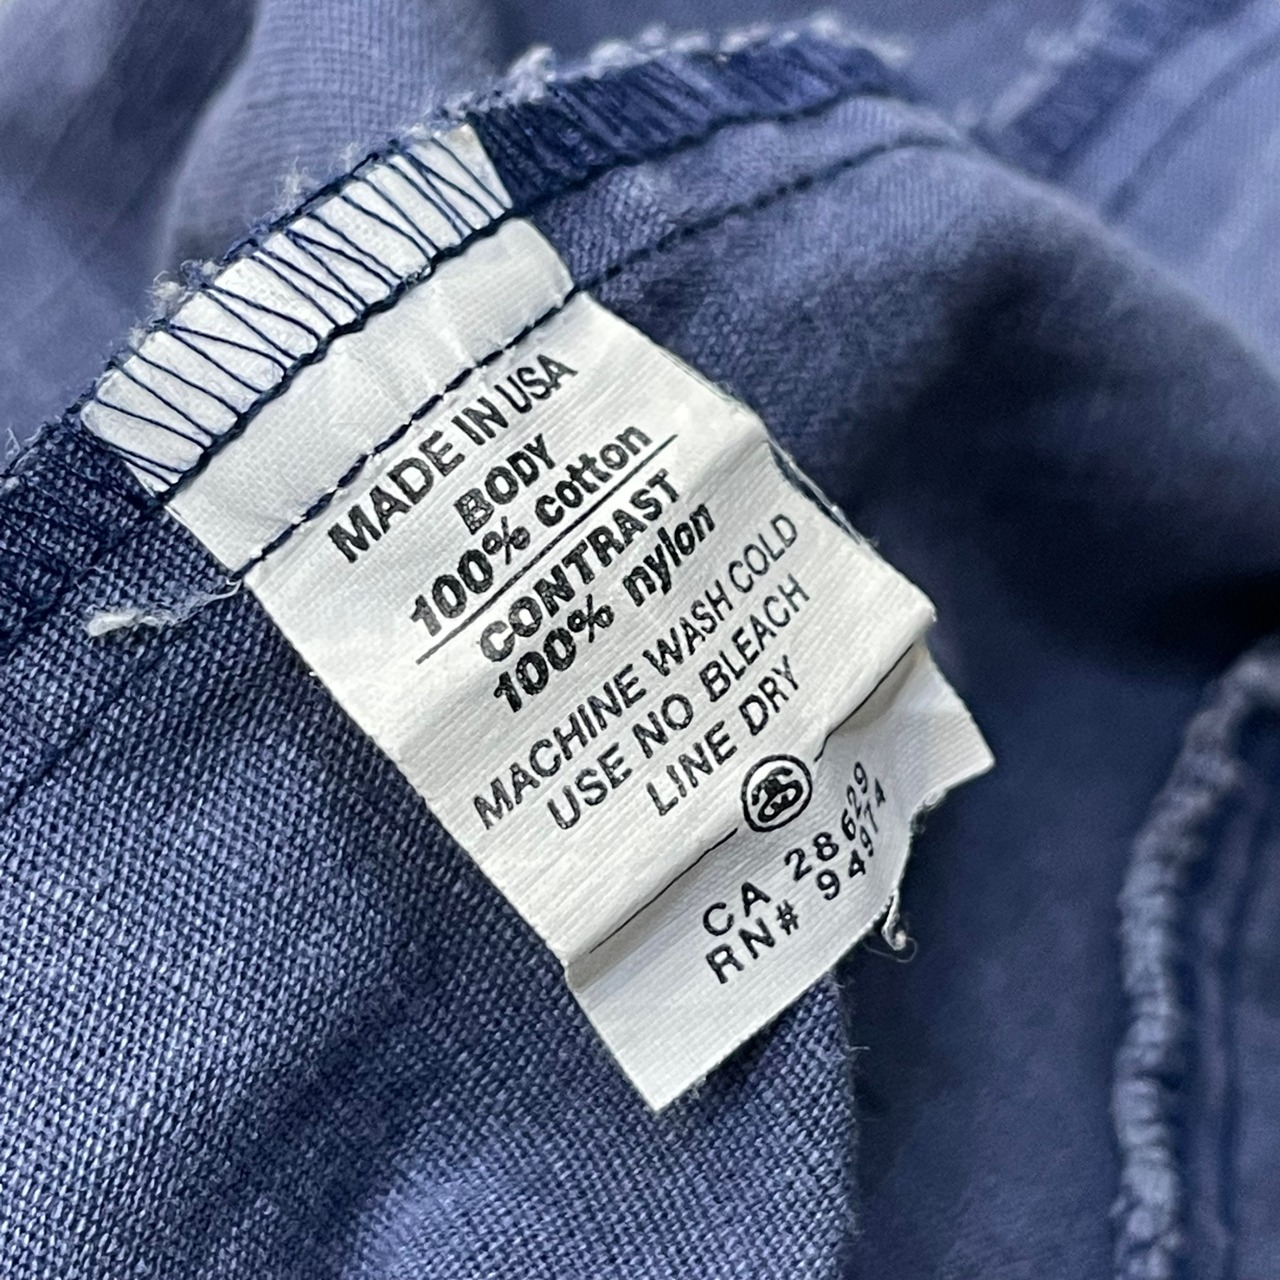 MADE IN USA
BODY
100% cotton
CONTRAST
100% nylon
MACHINE WASH COLD
USE NO BLEACH
LINE DRY
CA 28629
RN# 94974